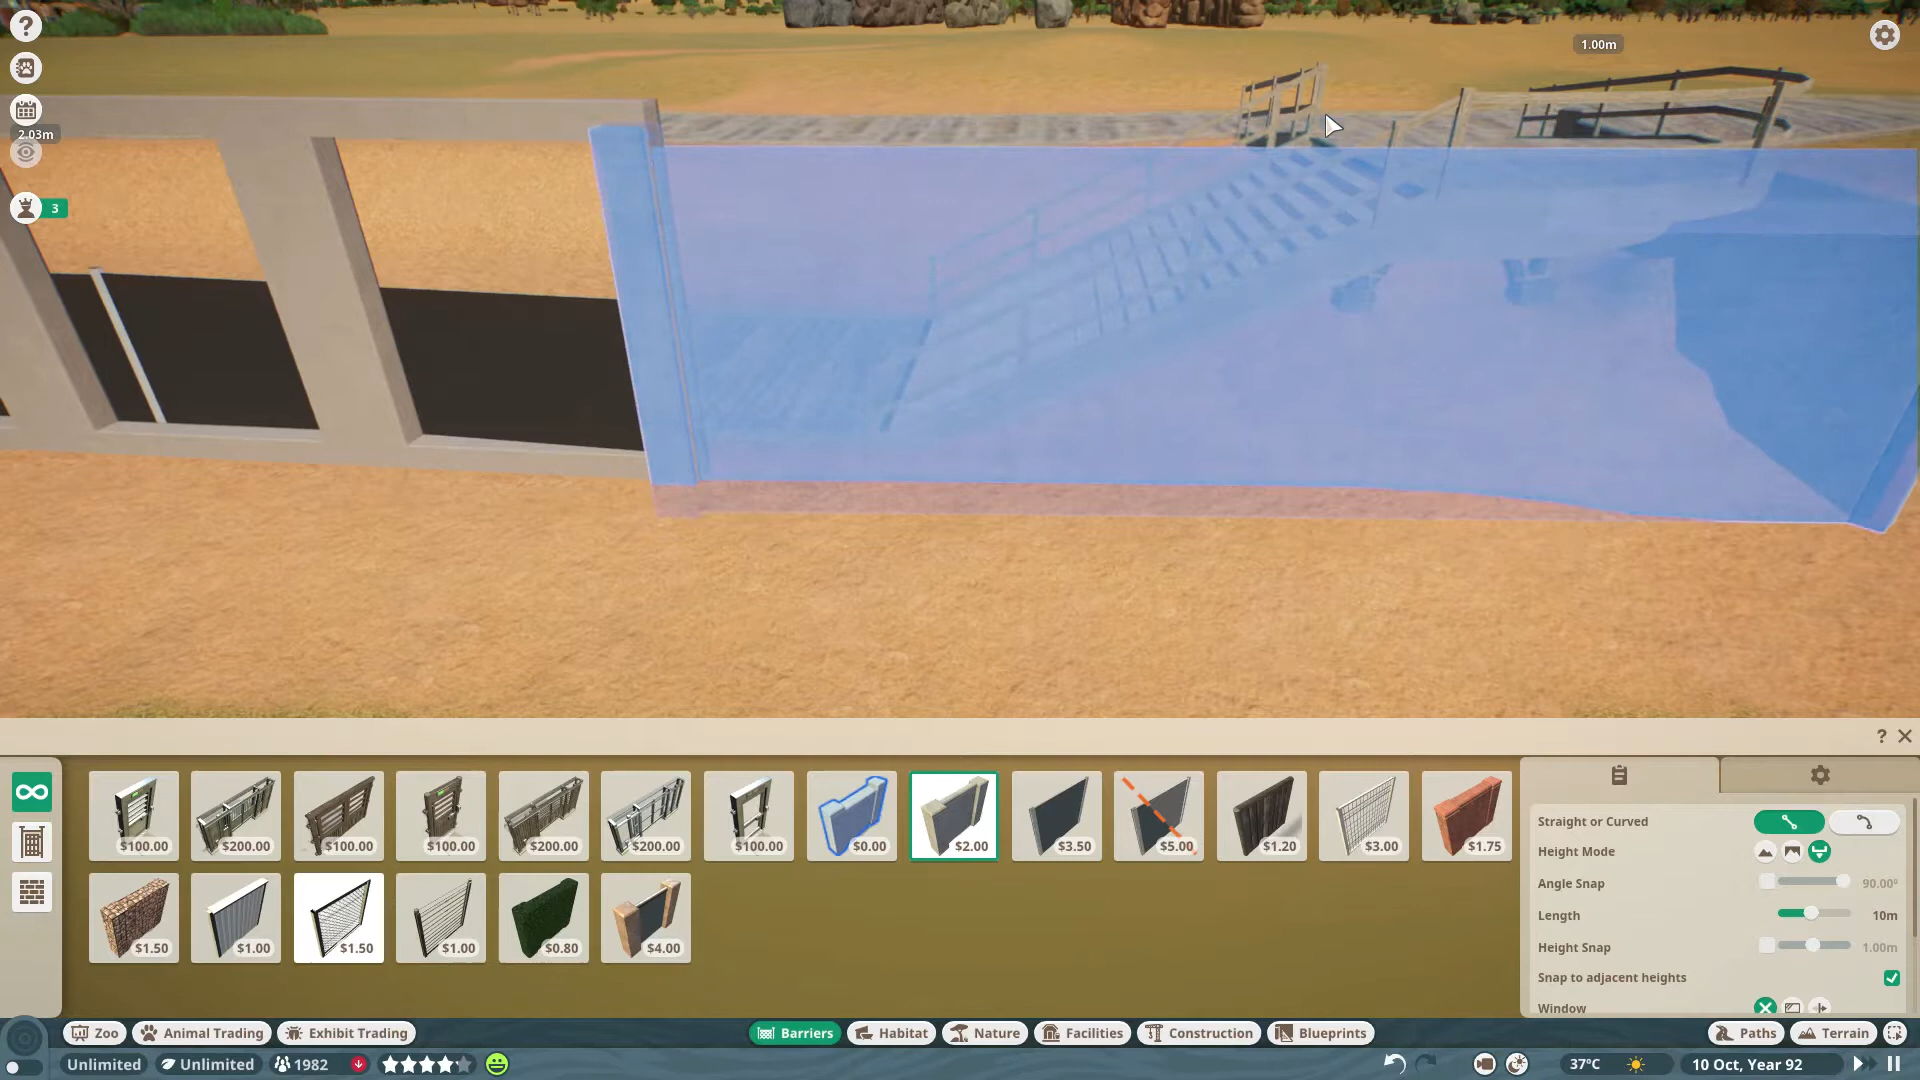 ?
1.00m
2.03m
3
?
$100.00
$200.00
$100.00
$100.00
$200.00
$200.00
$100.00
$0.00
$2.00
$3.50
$5.00
$1.20
$3.00
$1.75
$1.50
$1.00
$1.50
$1.00
$0.80
$4.00
Straight or Curved
Height Mode
Angle Snap 90.00º
Length 10m
Height Snap 1.00m
Snap to adjacent heights
Window
Zoo Animal Trading Exhibit Trading Barriers Habitat Nature Facilities Construction Blueprints Paths Terrain
Unlimited Unlimited 1982 37°C 10 Oct, Year 92